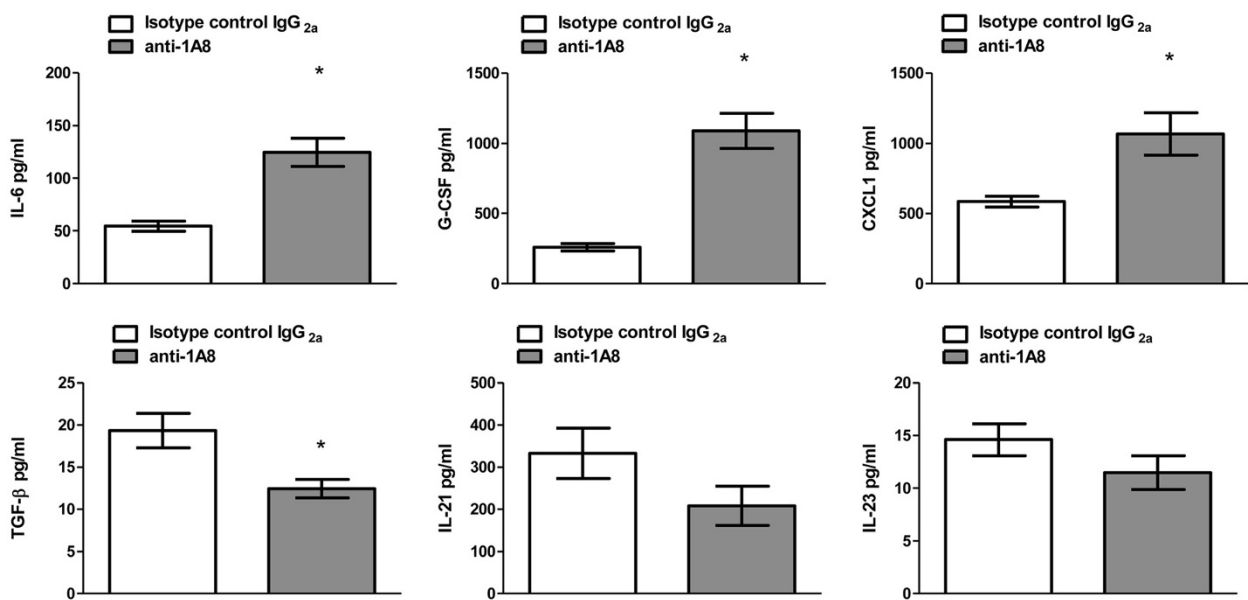 Isotype control IgG 2a
anti-1A8
IL-6 pg/ml
200
150
100
50
0
*
Isotype control IgG 2a
anti-1A8
G-CSF pg/ml
1500
1000
500
0
*
Isotype control IgG 2a
anti-1A8
CXCL1 pg/ml
1500
1000
500
0
*
Isotype control IgG 2a
anti-1A8
TGF-β pg/ml
25
20
15
10
5
0
*
Isotype control IgG 2a
anti-1A8
IL-21 pg/ml
500
400
300
200
100
0
Isotype control IgG 2a
anti-1A8
IL-23 pg/ml
20
15
10
5
0